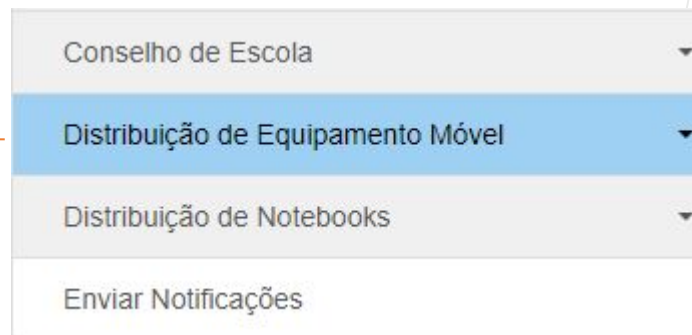 Conselho de Escola
Distribuição de Equipamento Móvel
Distribuição de Notebooks
Enviar Notificações